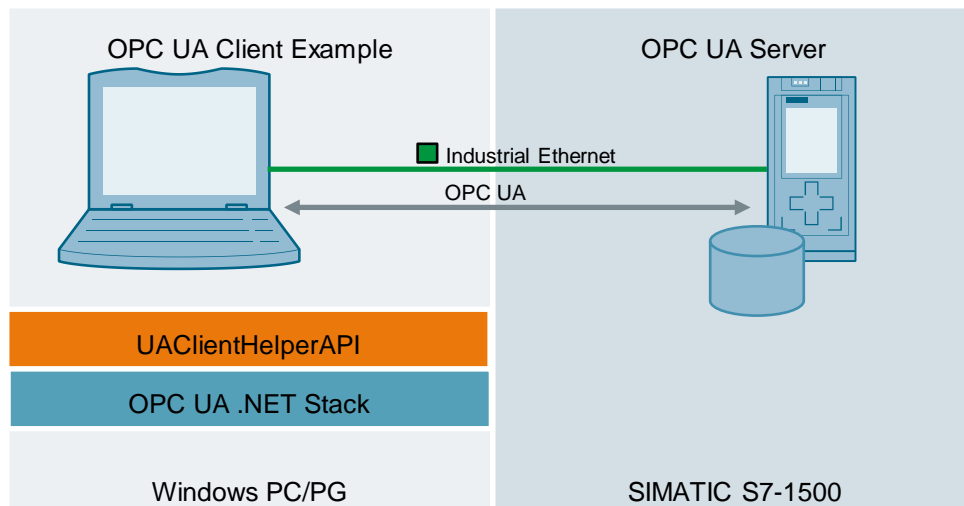 OPC UA Client Example
OPC UA Server
Industrial Ethernet
OPC UA
UAClientHelperAPI
OPC UA .NET Stack
Windows PC/PG
SIMATIC S7-1500